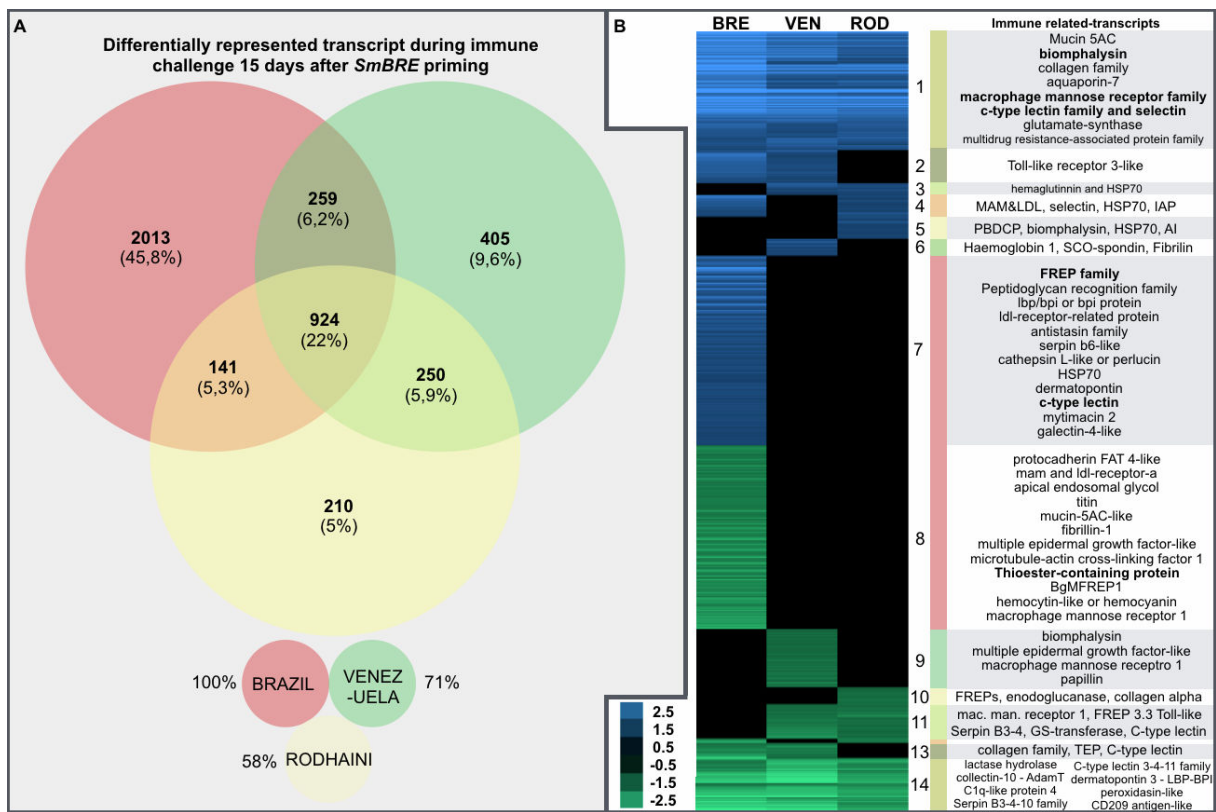 A
Differentially represented transcript during immune
challenge 15 days after SmBRE priming
259
(6,2%)
2013
(45,8%)
405
(9,6%)
924
(22%)
141
(5,3%)
250
(5,9%)
210
(5%)
100%
BRAZIL
VENEZ
-UELA
71%
58%
RODHAINI
B
BRE VEN ROD
Immune related-transcripts
1
Mucin 5AC
biomphalysin
collagen family
aquaporin-7
macrophage mannose receptor family
c-type lectin family and selectin
glutamate-synthase
multidrug resistance-associated protein family
2
Toll-like receptor 3-like
3
hemaglutinnin and HSP70
4
MAM&LDL, selectin, HSP70, IAP
5
PBDCP, biomphalysin, HSP70, AI
6
Haemoglobin 1, SCO-spondin, Fibrilin
7
FREP family
Peptidoglycan recognition family
lbp/bpi or bpi protein
ldl-receptor-related protein
antistasin family
serpin b6-like
cathepsin L-like or perlucin
HSP70
dermatopontin
c-type lectin
mytimacin 2
galectin-4-like
8
protocadherin FAT 4-like
mam and ldl-receptor-a
apical endosomal glycol
titin
mucin-5AC-like
fibrillin-1
multiple epidermal growth factor-like
microtubule-actin cross-linking factor 1
Thioester-containing protein
BgMFREP1
hemocytin-like or hemocyanin
macrophage mannose receptor 1
9
biomphalysin
multiple epidermal growth factor-like
macrophage mannose receptro 1
papillin
10
FREPs, endoglucanase, collagen alpha
11
mac. man. receptor 1, FREP 3.3 Toll-like
Serpin B3-4, GS-transferase, C-type lectin
13
collagen family, TEP, C-type lectin
14
lactase hydrolase
collectin-10 - AdamT
C1q-like protein 4
Serpin B3-4-10 family
C-type lectin 3-4-11 family
dermatopontin 3 - LBP-BPI
peroxidasin-like
CD209 antigen-like
2.5
1.5
0.5
-0.5
-1.5
-2.5